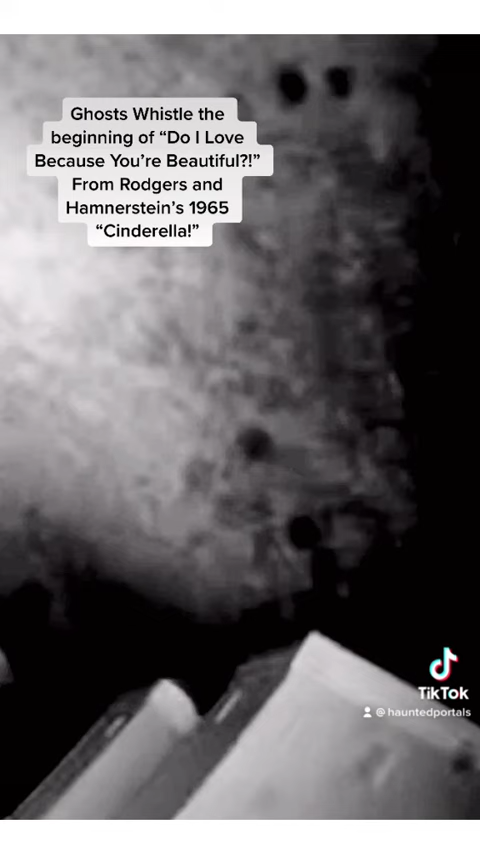 Ghosts Whistle the
beginning of “Do I Love
Because You’re Beautiful?!”
From Rodgers and
Hamnerstein’s 1965
“Cinderella!”
TikTok
@hauntedportals